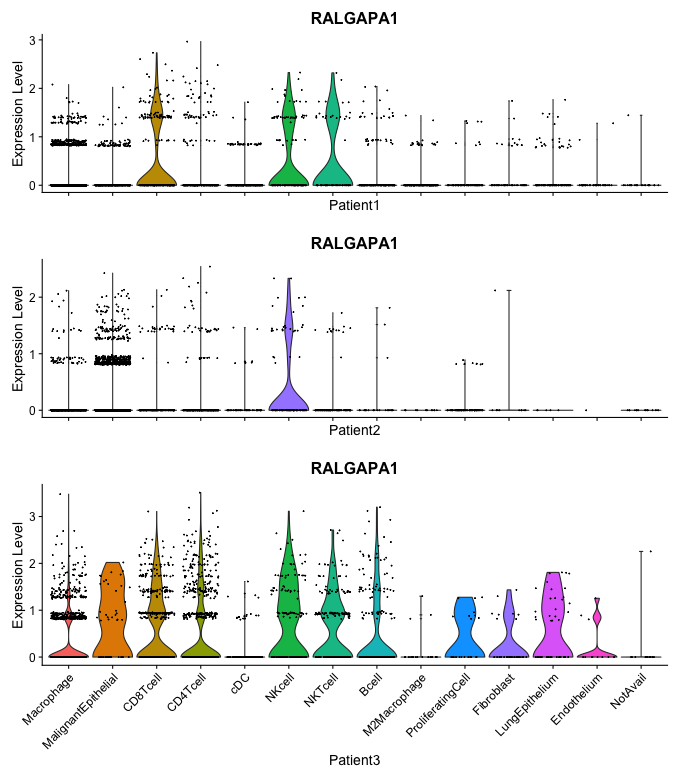 RALGAPA1
Expression Level
3
2
1
0
Patient1
RALGAPA1
Expression Level
2
1
0
Patient2
RALGAPA1
Expression Level
3
2
1
0
Macrophage
MalignantEpithelial
CD8Tcell
CD4Tcell
cDC
NKcell
NKTcell
Bcell
M2Macrophage
ProliferatingCell
Fibroblast
LungEpithelium
Endothelium
NotAvail
Patient3